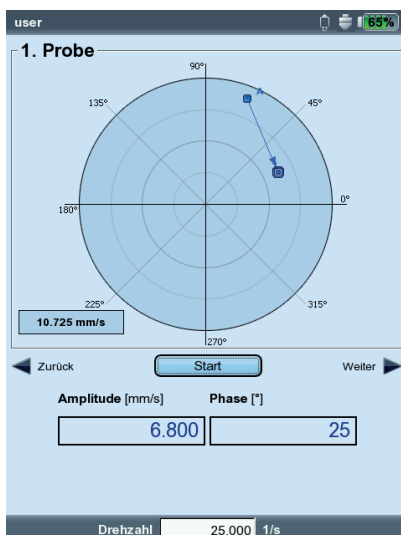 user 65%
1. Probe
90°
135° A 45°
180° 0°
225° 315°
10.725 mm/s
270°
Zurück Start Weiter
Amplitude [mm/s] Phase [°]
6.800 25
Drehzahl 25.000 1/s